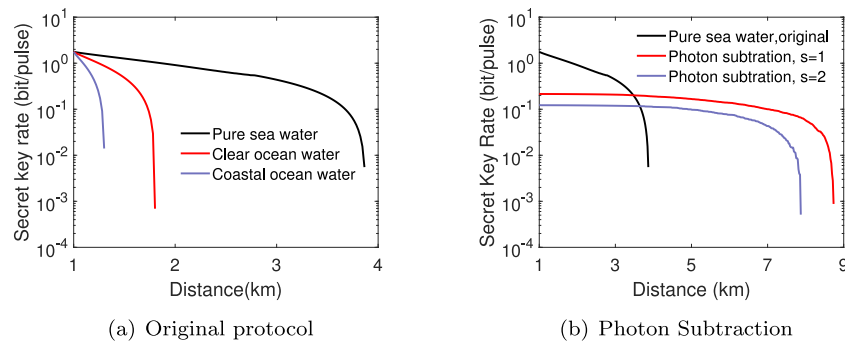 10^1
10^0
10^-1
10^-2
10^-3
10^-4
Secret key rate (bit/pulse)
Pure sea water
Clear ocean water
Coastal ocean water
1 2 3 4
Distance(km)
(a) Original protocol
10^1
10^0
10^-1
10^-2
10^-3
10^-4
Secret Key Rate (bit/pulse)
Pure sea water,original
Photon subtration, s=1
Photon subtration, s=2
1 3 5 7 9
Distance (km)
(b) Photon Subtraction